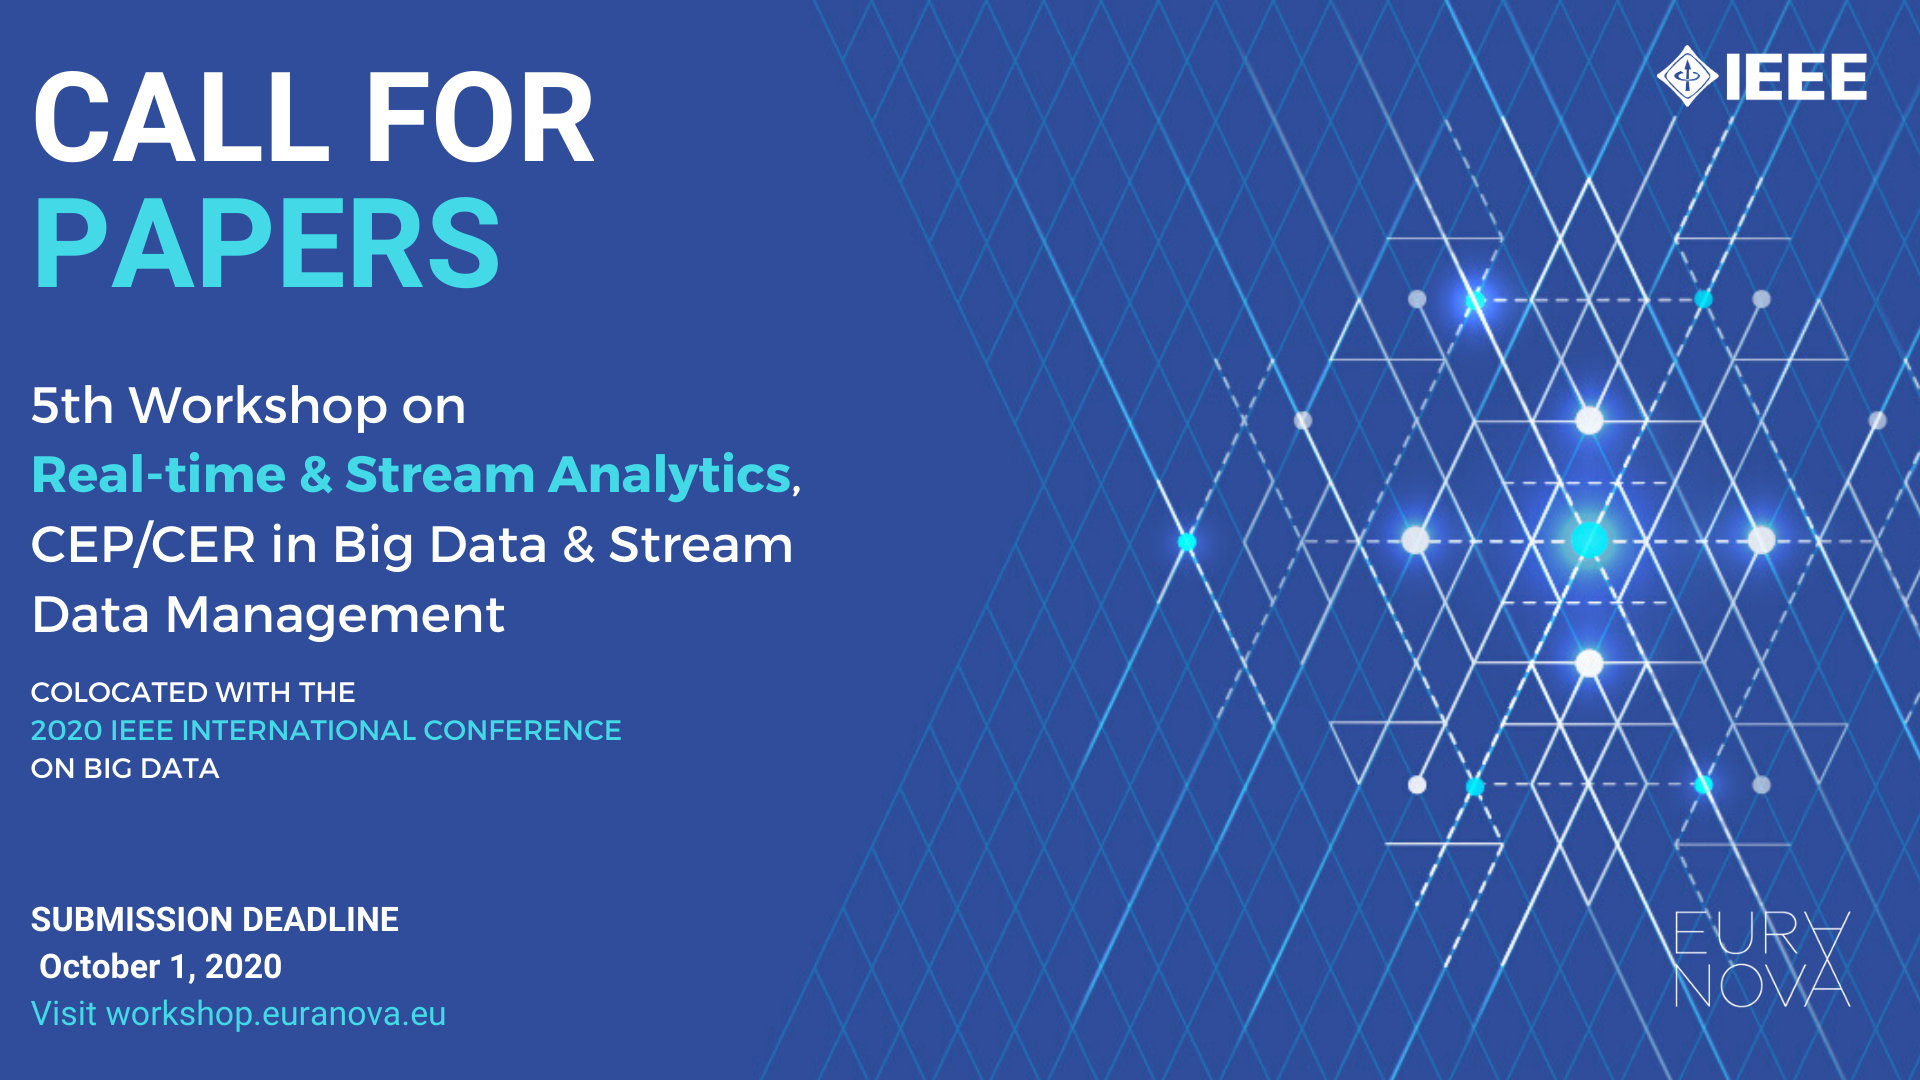 CALL FOR
PAPERS
IEEE
5th Workshop on
Real-time & Stream Analytics,
CEP/CER in Big Data & Stream
Data Management
COLOCATED WITH THE
2020 IEEE INTERNATIONAL CONFERENCE
ON BIG DATA
SUBMISSION DEADLINE
October 1, 2020
Visit workshop.euranova.eu
EURA
NOVA